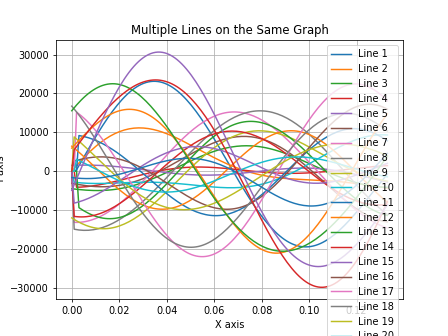 Multiple Lines on the Same Graph
30000
20000
10000
0
−10000
−20000
−30000
0.00
0.02
0.04
0.06
0.08
0.10
X axis
axis
Line 1
Line 2
Line 3
Line 4
Line 5
Line 6
Line 7
Line 8
Line 9
Line 10
Line 11
Line 12
Line 13
Line 14
Line 15
Line 16
Line 17
Line 18
Line 19
Line 20